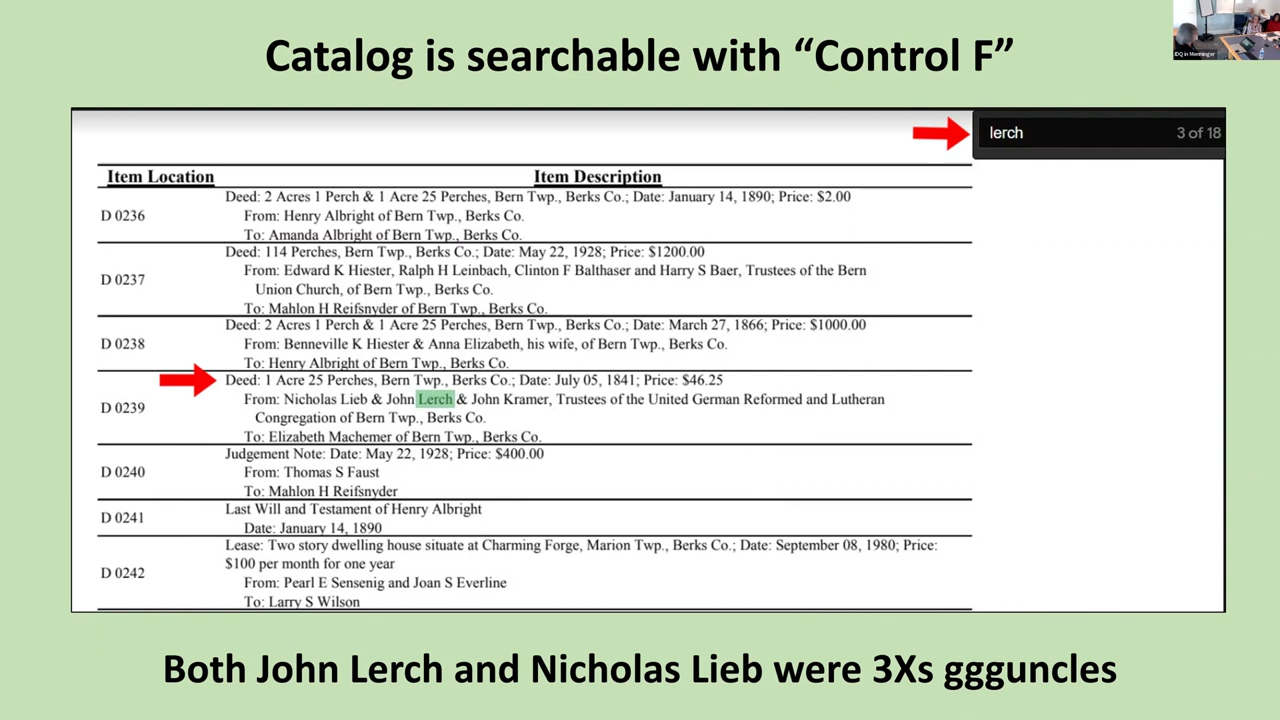 Catalog is searchable with “Control F”
IDQ in Menninger
lerch 3 of 18
Item Location Item Description
D 0236
Deed: 2 Acres 1 Perch & 1 Acre 25 Perches, Bern Twp., Berks Co.; Date: January 14, 1890; Price: $2.00
From: Henry Albright of Bern Twp., Berks Co.
To: Amanda Albright of Bern Twp., Berks Co.
D 0237
Deed: 114 Perches, Bern Twp., Berks Co.; Date: May 22, 1928; Price: $1200.00
From: Edward K Hiester, Ralph H Leinbach, Clinton F Balthaser and Harry S Baer, Trustees of the Bern
Union Church, of Bern Twp., Berks Co.
To: Mahlon H Reifsnyder of Bern Twp., Berks Co.
D 0238
Deed: 2 Acres 1 Perch & 1 Acre 25 Perches, Bern Twp., Berks Co.; Date: March 27, 1866; Price: $1000.00
From: Benneville K Hiester & Anna Elizabeth, his wife, of Bern Twp., Berks Co.
To: Henry Albright of Bern Twp., Berks Co.
D 0239
Deed: 1 Acre 25 Perches, Bern Twp., Berks Co.; Date: July 05, 1841; Price: $46.25
From: Nicholas Lieb & John Lerch & John Kramer, Trustees of the United German Reformed and Lutheran
Congregation of Bern Twp., Berks Co.
To: Elizabeth Machemer of Bern Twp., Berks Co.
D 0240
Judgement Note: Date: May 22, 1928; Price: $400.00
From: Thomas S Faust
To: Mahlon H Reifsnyder
D 0241
Last Will and Testament of Henry Albright
Date: January 14, 1890
D 0242
Lease: Two story dwelling house situate at Charming Forge, Marion Twp., Berks Co.; Date: September 08, 1980; Price:
$100 per month for one year
From: Pearl E Sensenig and Joan S Everline
To: Larry S Wilson
Both John Lerch and Nicholas Lieb were 3Xs ggguncles